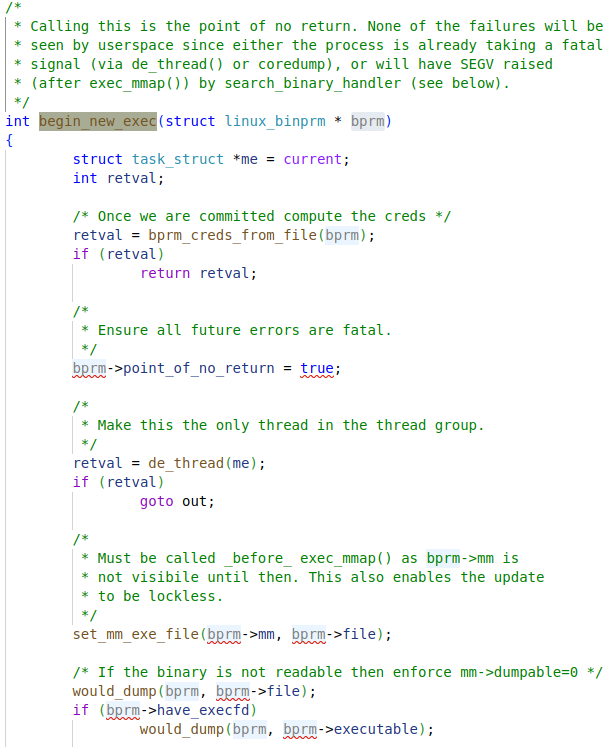 /*
 * Calling this is the point of no return. None of the failures will be
 * seen by userspace since either the process is already taking a fatal
 * signal (via de_thread() or coredump), or will have SEGV raised
 * (after exec_mmap()) by search_binary_handler (see below).
 */
int begin_new_exec(struct linux_binprm * bprm)
{
        struct task_struct *me = current;
        int retval;

        /* Once we are committed compute the creds */
        retval = bprm_creds_from_file(bprm);
        if (retval)
                return retval;

        /*
         * Ensure all future errors are fatal.
         */
        bprm->point_of_no_return = true;

        /*
         * Make this the only thread in the thread group.
         */
        retval = de_thread(me);
        if (retval)
                goto out;

        /*
         * Must be called _before_ exec_mmap() as bprm->mm is
         * not visibile until then. This also enables the update
         * to be lockless.
         */
        set_mm_exe_file(bprm->mm, bprm->file);

        /* If the binary is not readable then enforce mm->dumpable=0 */
        would_dump(bprm, bprm->file);
        if (bprm->have_execfd)
                would_dump(bprm, bprm->executable);